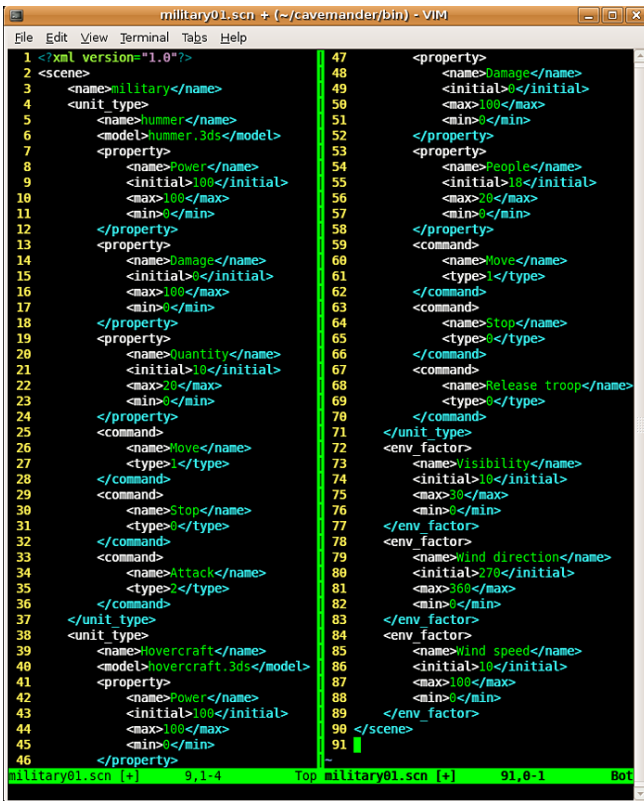 military01.scn + (~/cavemander/bin) - VIM
File Edit View Terminal Tabs Help
1 <?xml version="1.0"?>
2 <scene>
3     <name>military</name>
4     <unit_type>
5         <name>hummer</name>
6         <model>hummer.3ds</model>
7         <property>
8             <name>Power</name>
9             <initial>100</initial>
10             <max>100</max>
11             <min>0</min>
12         </property>
13         <property>
14             <name>Damage</name>
15             <initial>0</initial>
16             <max>100</max>
17             <min>0</min>
18         </property>
19         <property>
20             <name>Quantity</name>
21             <initial>10</initial>
22             <max>20</max>
23             <min>0</min>
24         </property>
25         <command>
26             <name>Move</name>
27             <type>1</type>
28         </command>
29         <command>
30             <name>Stop</name>
31             <type>0</type>
32         </command>
33         <command>
34             <name>Attack</name>
35             <type>2</type>
36         </command>
37     </unit_type>
38     <unit_type>
39         <name>Hovercraft</name>
40         <model>hovercraft.3ds</model>
41         <property>
42             <name>Power</name>
43             <initial>100</initial>
44             <max>100</max>
45             <min>0</min>
46         </property>
military01.scn [+] 9,1-4 Top
47         <property>
48             <name>Damage</name>
49             <initial>0</initial>
50             <max>100</max>
51             <min>0</min>
52         </property>
53         <property>
54             <name>People</name>
55             <initial>18</initial>
56             <max>20</max>
57             <min>0</min>
58         </property>
59         <command>
60             <name>Move</name>
61             <type>1</type>
62         </command>
63         <command>
64             <name>Stop</name>
65             <type>0</type>
66         </command>
67         <command>
68             <name>Release troop</name>
69             <type>0</type>
70         </command>
71     </unit_type>
72     <env_factor>
73         <name>Visibility</name>
74         <initial>10</initial>
75         <max>30</max>
76         <min>0</min>
77     </env_factor>
78     <env_factor>
79         <name>Wind direction</name>
80         <initial>270</initial>
81         <max>360</max>
82         <min>0</min>
83     </env_factor>
84     <env_factor>
85         <name>Wind speed</name>
86         <initial>10</initial>
87         <max>100</max>
88         <min>0</min>
89     </env_factor>
90 </scene>
91
~
military01.scn [+] 91,0-1 Bot